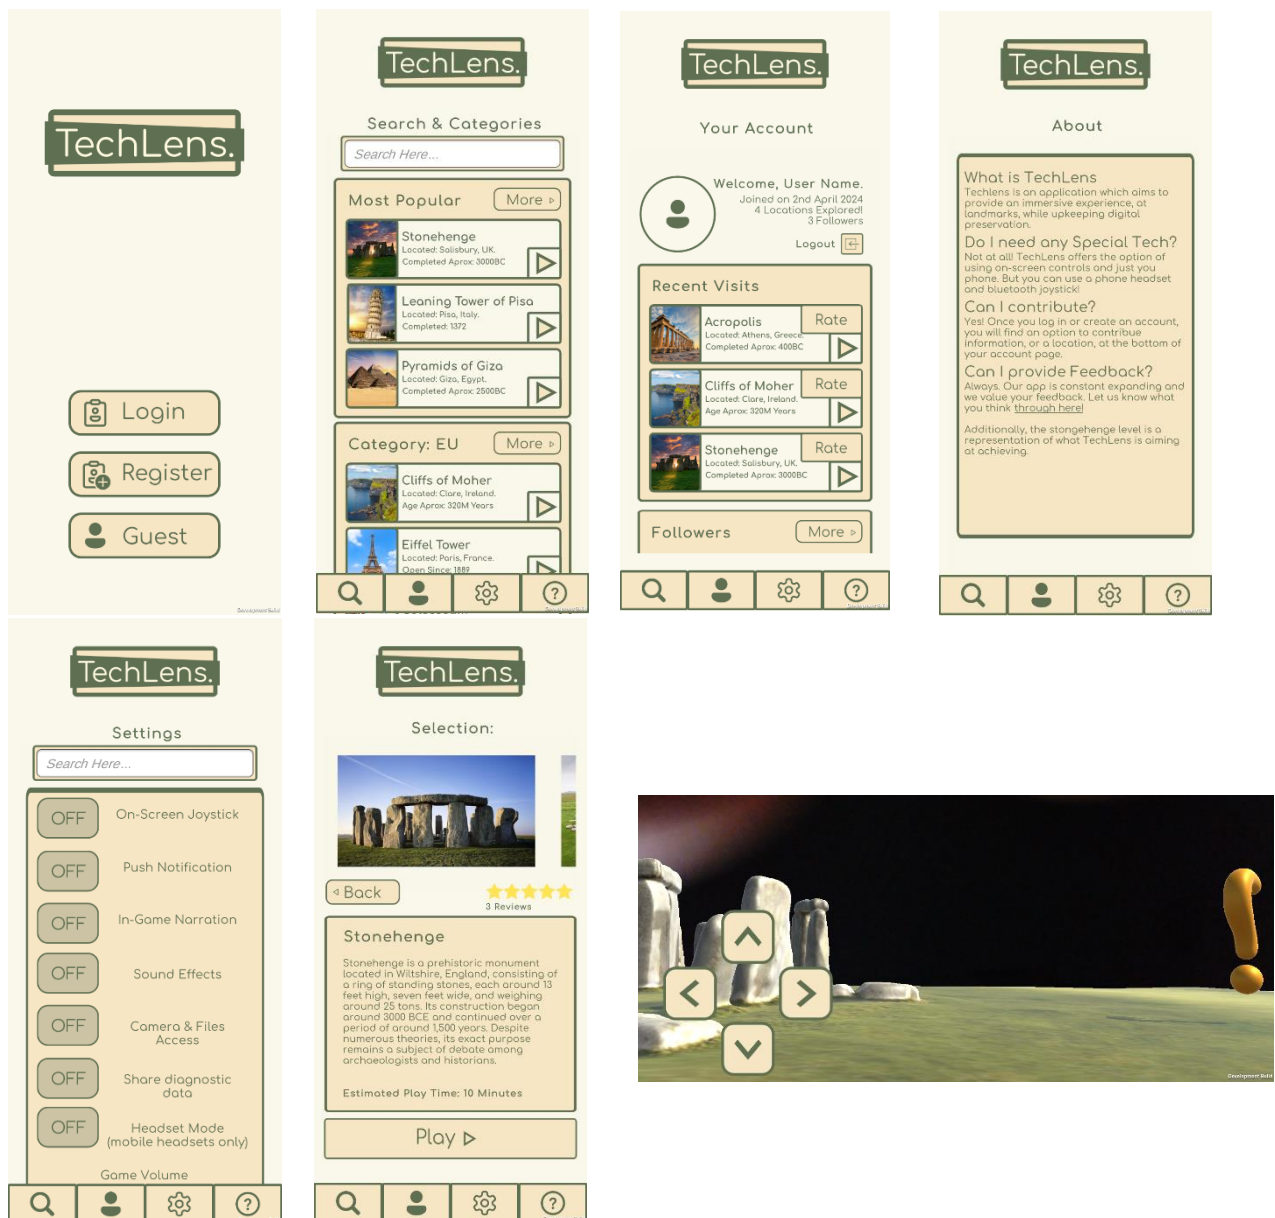 TechLens.
Login
Register
Guest
Development Build
TechLens.
Search & Categories
Search Here...
Most Popular
More
Stonehenge
Located: Salisbury, UK.
Completed Aprox: 3000BC
Leaning Tower of Pisa
Located: Pisa, Italy.
Completed: 1372
Pyramids of Giza
Located: Giza, Egypt.
Completed Aprox: 2500BC
Category: EU
More
Cliffs of Moher
Located: Clare, Ireland.
Age Aprox: 320M Years
Eiffel Tower
Located: Paris, France.
Open Since: 1889
Development Build
TechLens.
Your Account
Welcome, User Name.
Joined on 2nd April 2024
4 Locations Explored!
3 Followers
Logout
Recent Visits
Acropolis
Rate
Located: Athens, Greece.
Completed Aprox: 400BC
Cliffs of Moher
Rate
Located: Clare, Ireland.
Age Aprox: 320M Years
Stonehenge
Rate
Located: Salisbury, UK.
Completed Aprox: 3000BC
Followers
More
Development Build
TechLens.
About
What is TechLens
Techlens is an application which aims to
provide an immersive experience, at
landmarks, while upkeeping digital
preservation.
Do I need any Special Tech?
Not at all! TechLens offers the option of
using on-screen controls and just you
phone. But you can use a phone headset
and bluetooth joystick!
Can I contribute?
Yes! Once you log in or create an account,
you will find an option to contribue
information, or a location, at the bottom of
your account page.
Can I provide Feedback?
Always. Our app is constant expanding and
we value your feedback. Let us know what
you think through here!
Additionally, the stongehenge level is a
representation of what TechLens is aiming
at achieving.
Development Build
TechLens.
Settings
Search Here...
OFF On-Screen Joystick
OFF Push Notification
OFF In-Game Narration
OFF Sound Effects
OFF Camera & Files
Access
OFF Share diagnostic
data
OFF Headset Mode
(mobile headsets only)
Game Volume
TechLens.
Selection:
Back
3 Reviews
Stonehenge
Stonehenge is a prehistoric monument
located in Wiltshire, England, consisting of
a ring of standing stones, each around 13
feet high, seven feet wide, and weighing
around 25 tons. Its construction began
around 3000 BCE and continued over a
period of around 1,500 years. Despite
numerous theories, its exact purpose
remains a subject of debate among
archaeologists and historians.
Estimated Play Time: 10 Minutes
Play
Development Build